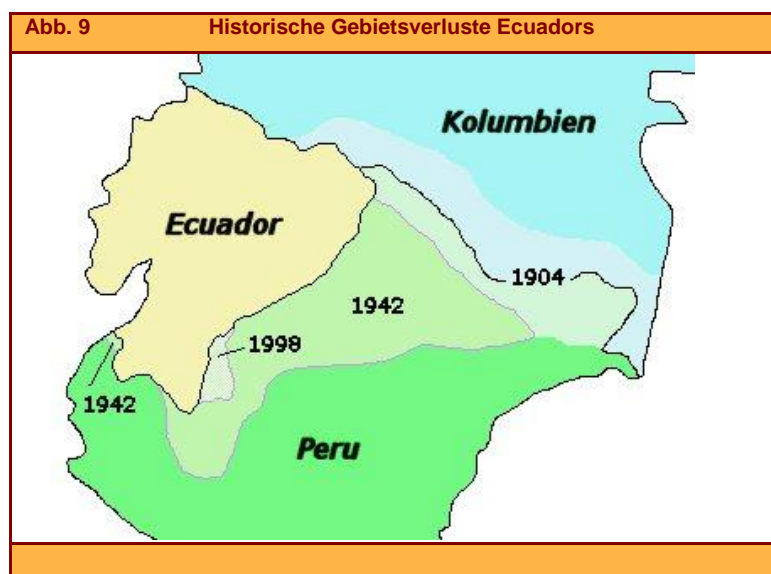 Abb. 9 Historische Gebietsverluste Ecuadors
Kolumbien
Ecuador
1904
1942
1998
1942
Peru